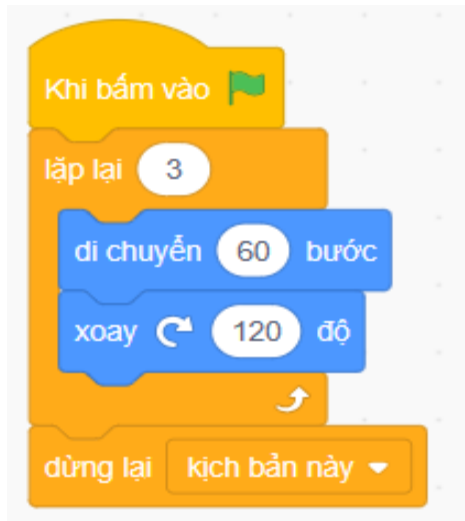 Khi bấm vào
lặp lại 3
di chuyển 60 bước
xoay 120 độ
dừng lại kịch bản này